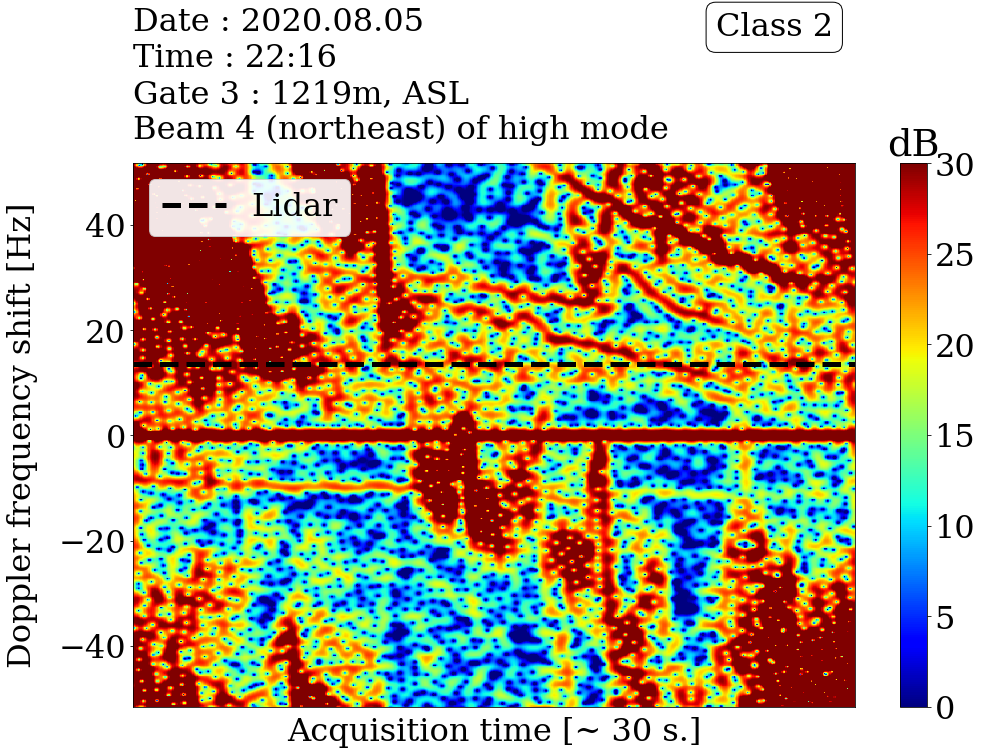 Date : 2020.08.05
Time : 22:16
Gate 3 : 1219m, ASL
Beam 4 (northeast) of high mode
Class 2
dB
Lidar
Doppler frequency shift [Hz]
40
20
0
−20
−40
30
25
20
15
10
5
0
Acquisition time [~ 30 s.]